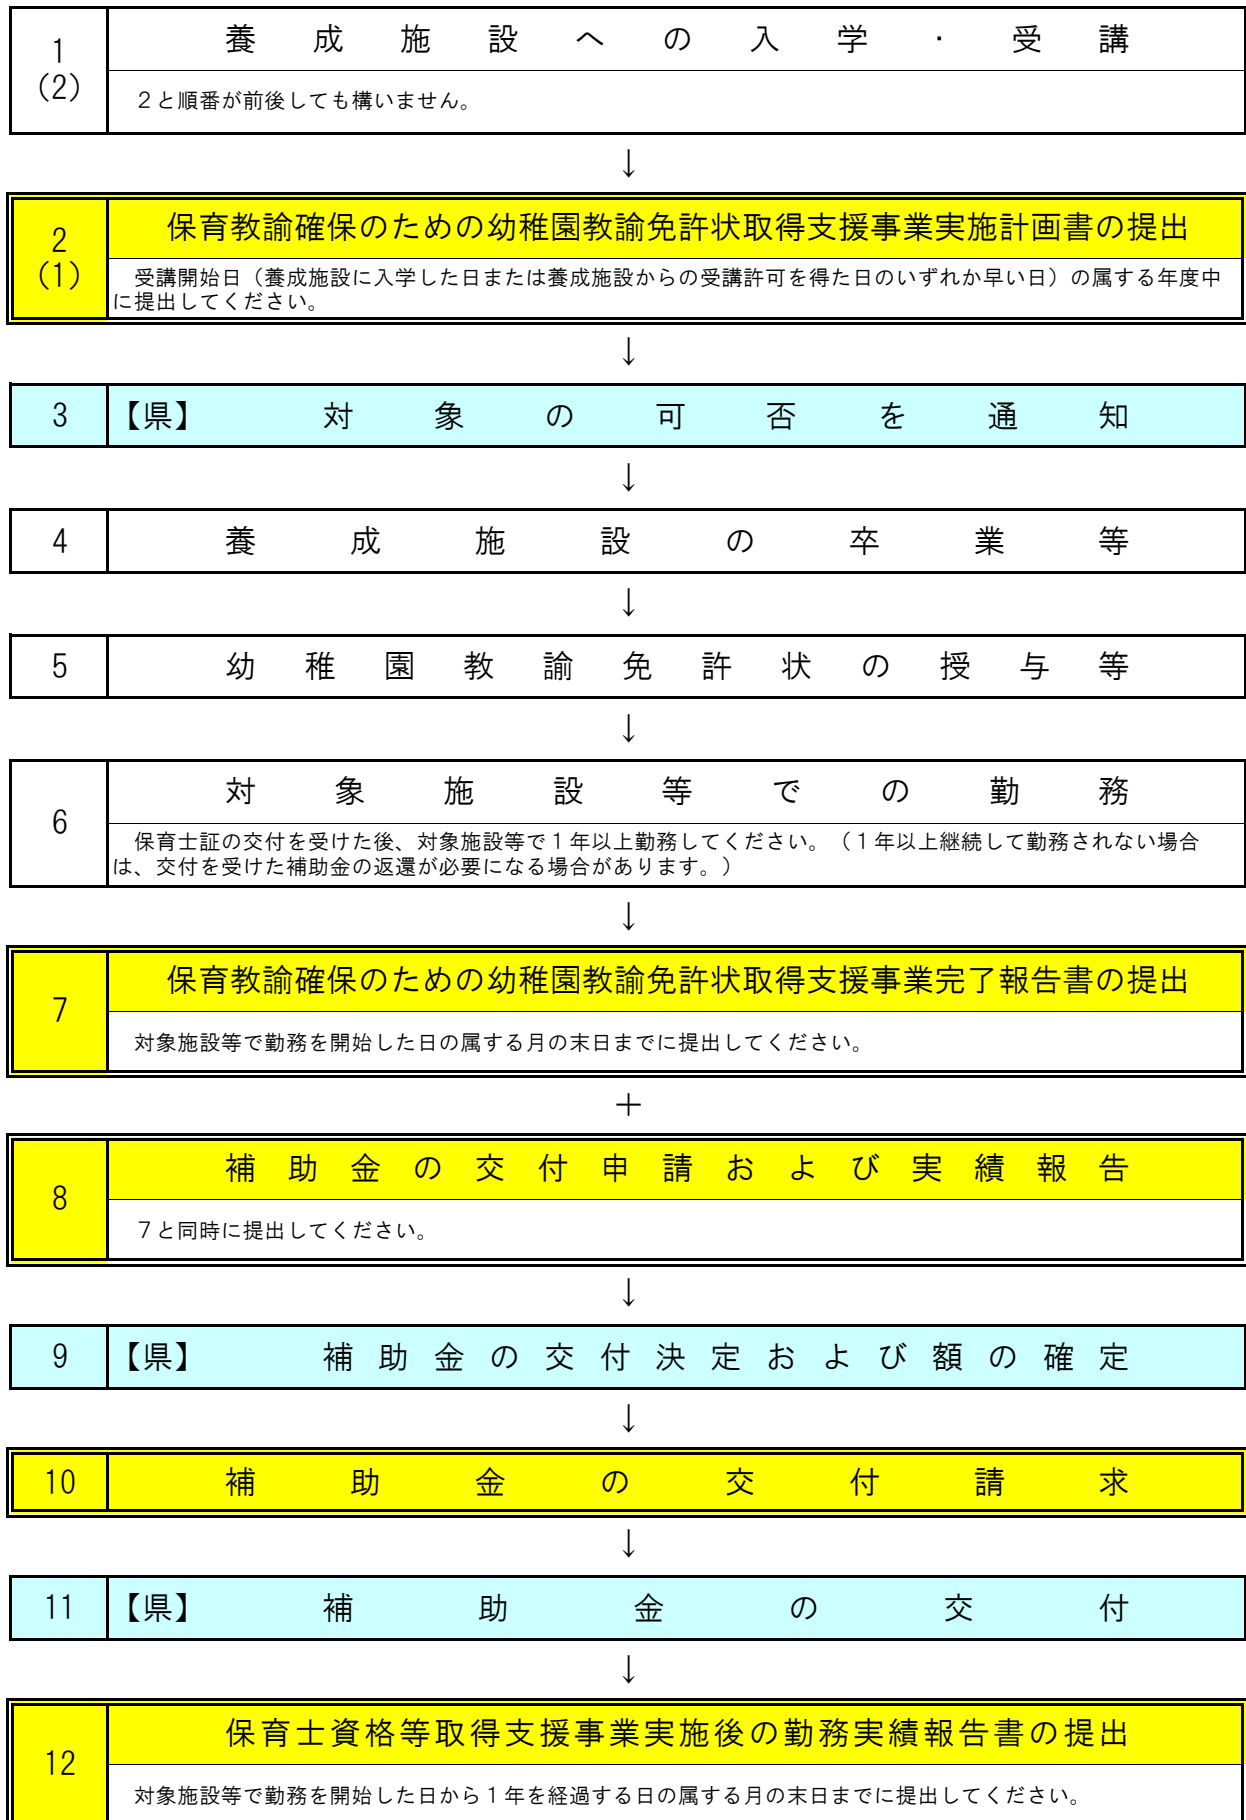 1
(2)
養成施設への入学・受講
２と順番が前後しても構いません。
↓
2
(1)
保育教諭確保のための幼稚園教諭免許状取得支援事業実施計画書の提出
受講開始日（養成施設に入学した日または養成施設からの受講許可を得た日のいずれか早い日）の属する年度中
に提出してください。
↓
3
【県】 対象の可否を通知
↓
4
養成施設の卒業等
↓
5
幼稚園教諭免許状の授与等
↓
6
対象施設等での勤務
保育士証の交付を受けた後、対象施設等で１年以上勤務してください。（１年以上継続して勤務されない場合
は、交付を受けた補助金の返還が必要になる場合があります。）
↓
7
保育教諭確保のための幼稚園教諭免許状取得支援事業完了報告書の提出
対象施設等で勤務を開始した日の属する月の末日までに提出してください。
＋
8
補助金の交付申請および実績報告
７と同時に提出してください。
↓
9
【県】 補助金の交付決定および額の確定
↓
10
補助金の交付請求
↓
11
【県】 補助金の交付
↓
12
保育士資格等取得支援事業実施後の勤務実績報告書の提出
対象施設等で勤務を開始した日から１年を経過する日の属する月の末日までに提出してください。